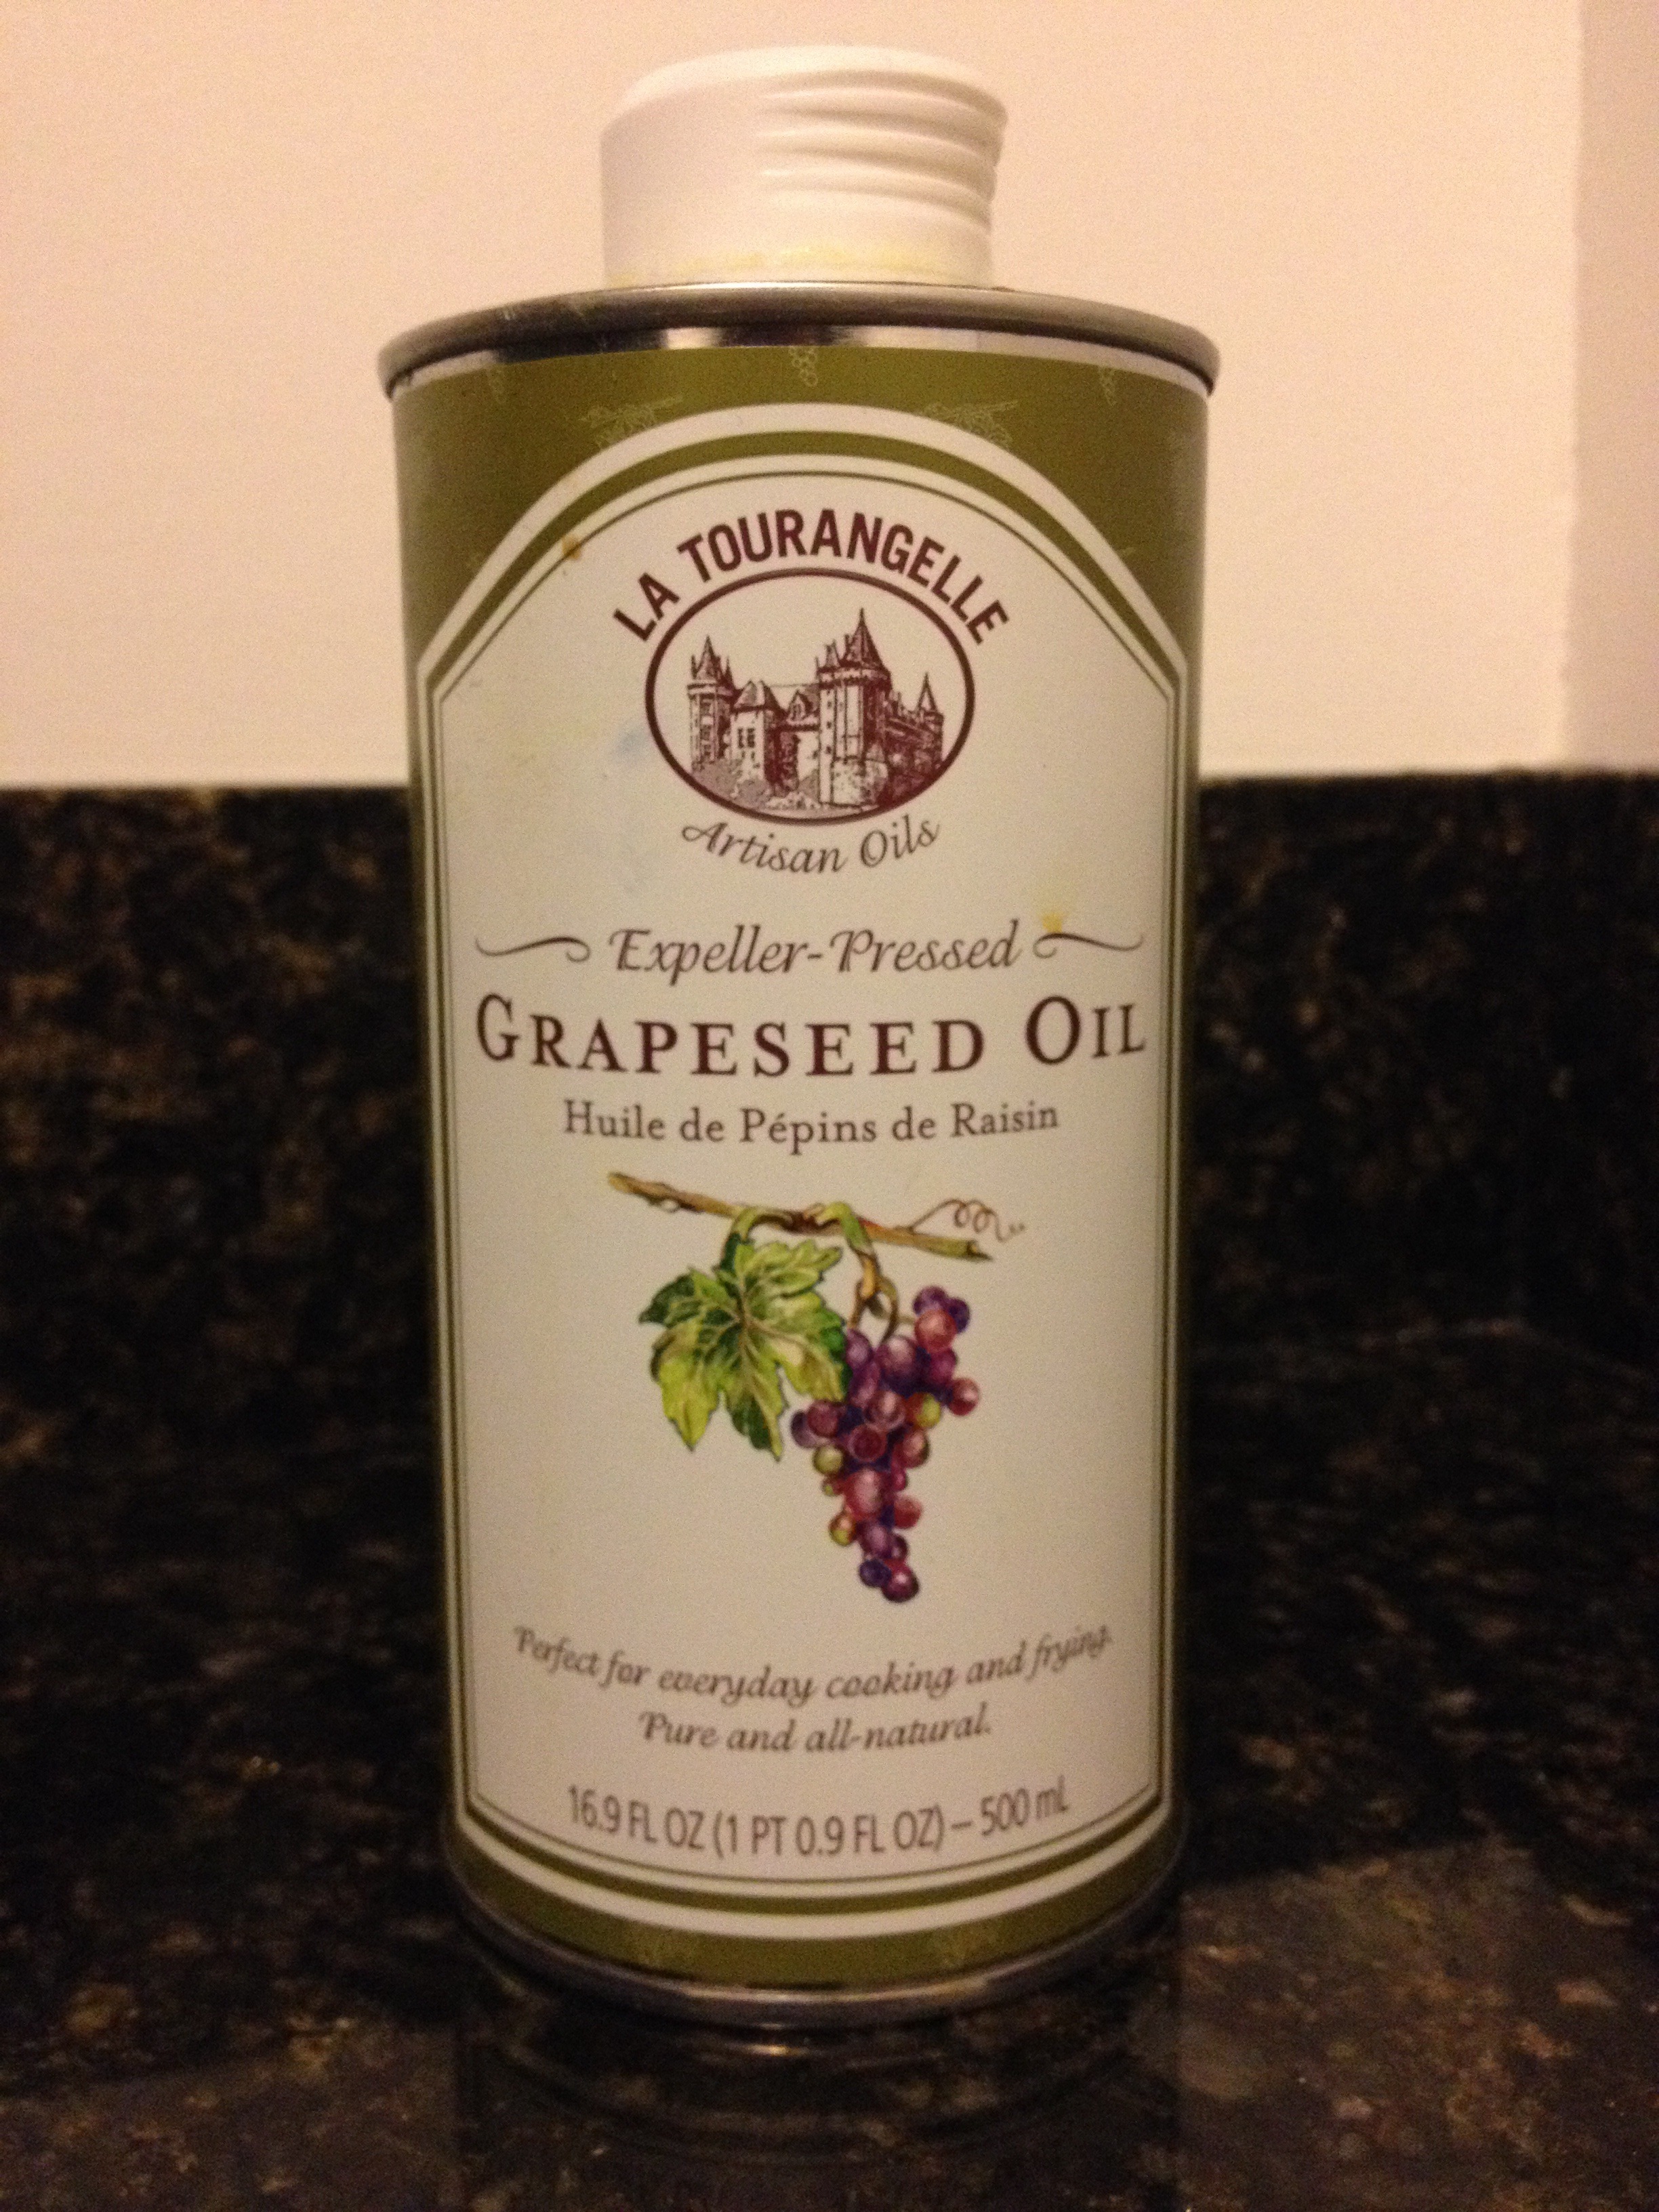 LA TOURANGELLE
Artisan Oils
Expeller-Pressed
GRAPESEED OIL
Huile de Pépins de Raisin
Perfect for everyday cooking and frying.
Pure and all-natural.
16.9 FL OZ (1 PT 0.9 FL OZ) – 500 mL